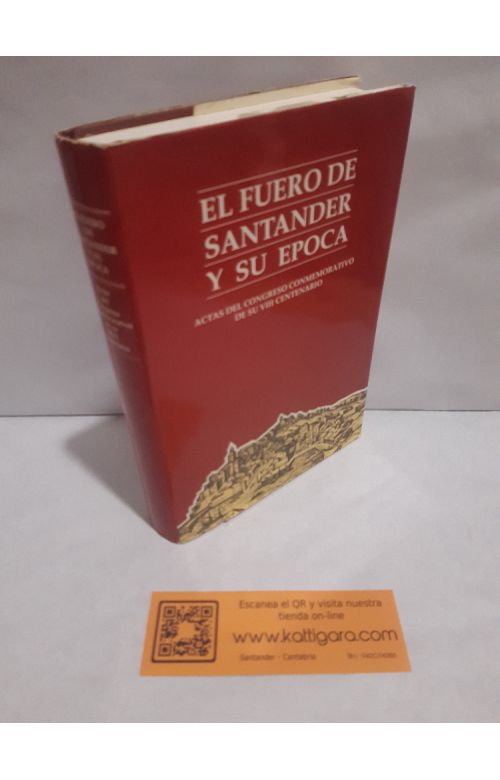 EL FUERO DE
SANTANDER
Y SU EPOCA
ACTAS DEL CONGRESO CONMEMORATIVO
DE SU VIII CENTENARIO
Escanea el QR y visita nuestra
tienda on-line
www.kattigara.com
Santander - Cantabria